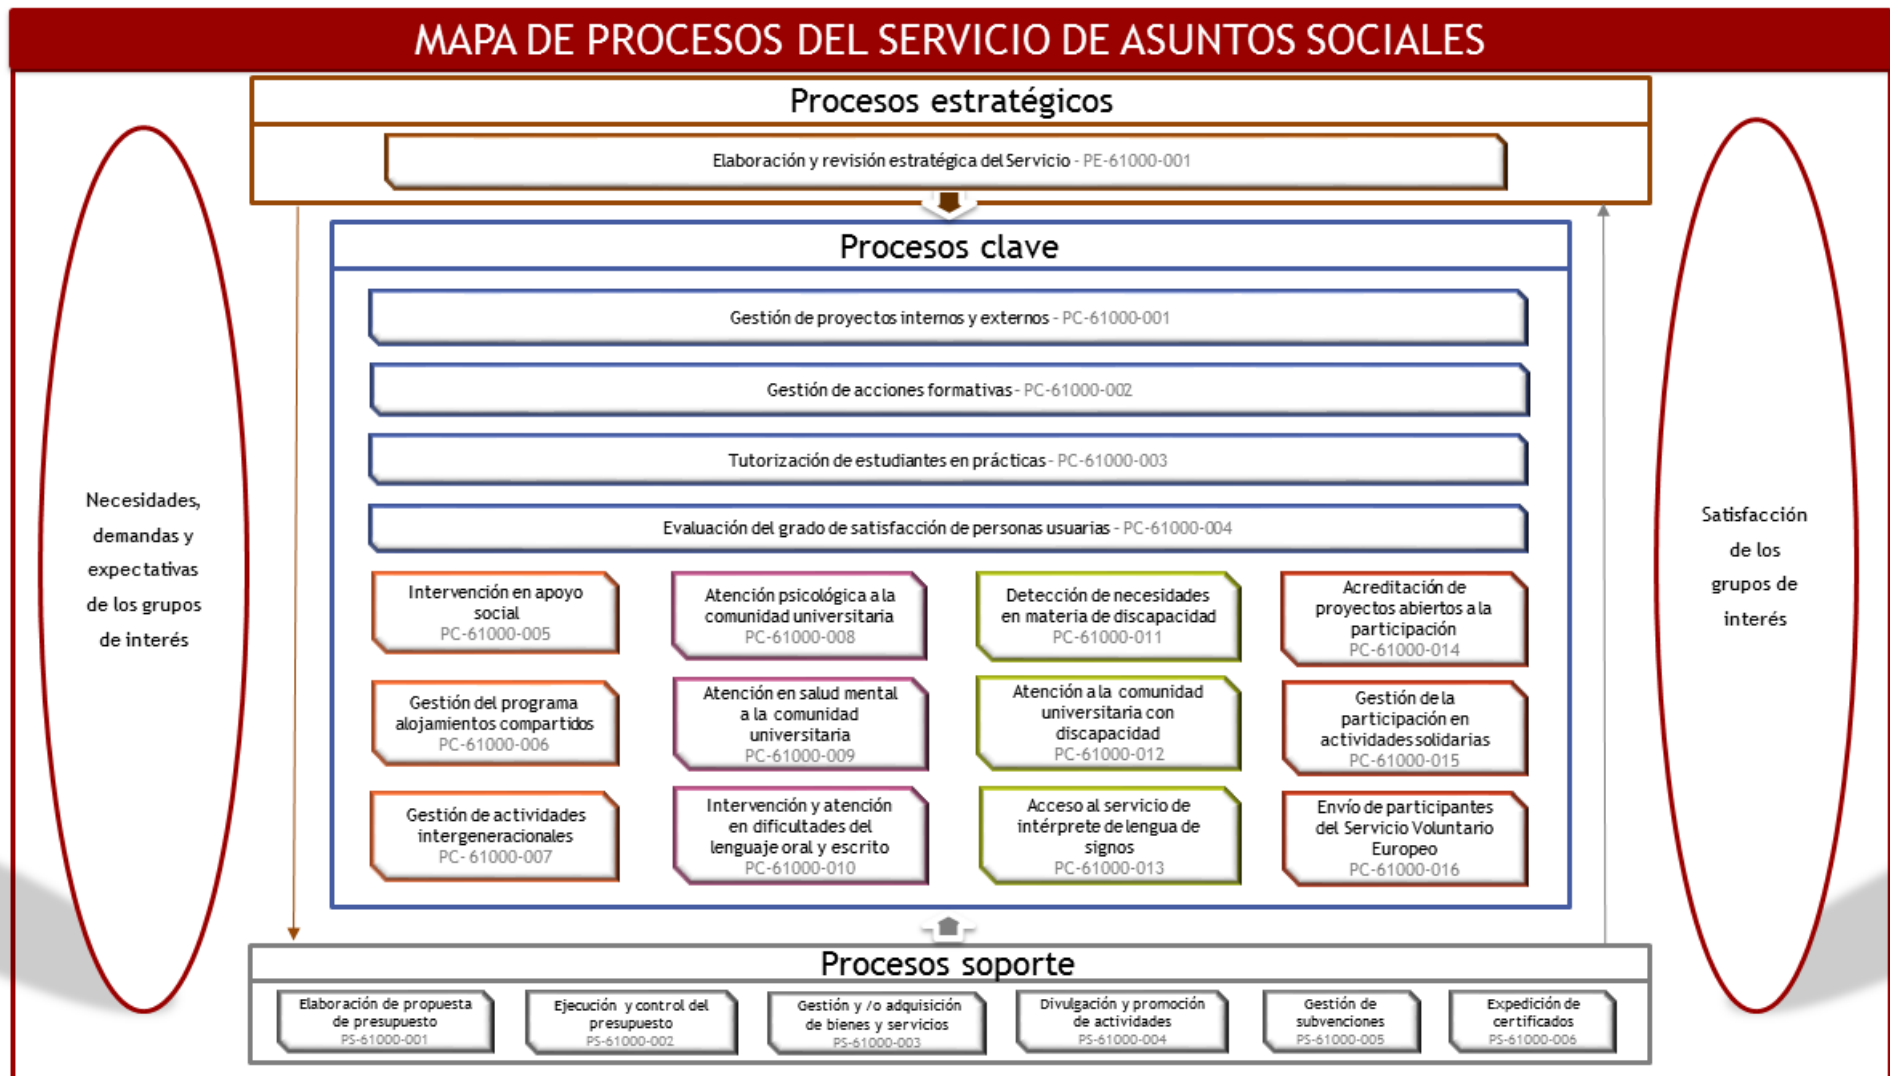 MAPA DE PROCESOS DEL SERVICIO DE ASUNTOS SOCIALES
Procesos estratégicos
Elaboración y revisión estratégica del Servicio - PE-61000-001
Necesidades,
demandas y
expectativas
de los grupos
de interés
Procesos clave
Gestión de proyectos internos y externos - PC-61000-001
Gestión de acciones formativas - PC-61000-002
Tutorización de estudiantes en prácticas - PC-61000-003
Evaluación del grado de satisfacción de personas usuarias - PC-61000-004
Intervención en apoyo
social
PC-61000-005
Atención psicológica a la
comunidad universitaria
PC-61000-008
Detección de necesidades
en materia de discapacidad
PC-61000-011
Acreditación de
proyectos abiertos a la
participación
PC-61000-014
Gestión del programa
alojamientos compartidos
PC-61000-006
Atención en salud mental
a la comunidad
universitaria
PC-61000-009
Atención a la comunidad
universitaria con
discapacidad
PC-61000-012
Gestión de la
participación en
actividades solidarias
PC-61000-015
Gestión de actividades
intergeneracionales
PC- 61000-007
Intervención y atención
en dificultades del
lenguaje oral y escrito
PC-61000-010
Acceso al servicio de
intérprete de lengua de
signos
PC-61000-013
Envío de participantes
del Servicio Voluntario
Europeo
PC-61000-016
Satisfacción
de los
grupos de
interés
Procesos soporte
Elaboración de propuesta
de presupuesto
PS-61000-001
Ejecución y control del
presupuesto
PS-61000-002
Gestión y /o adquisición
de bienes y servicios
PS-61000-003
Divulgación y promoción
de actividades
PS-61000-004
Gestión de
subvenciones
PS-61000-005
Expedición de
certificados
PS-61000-006